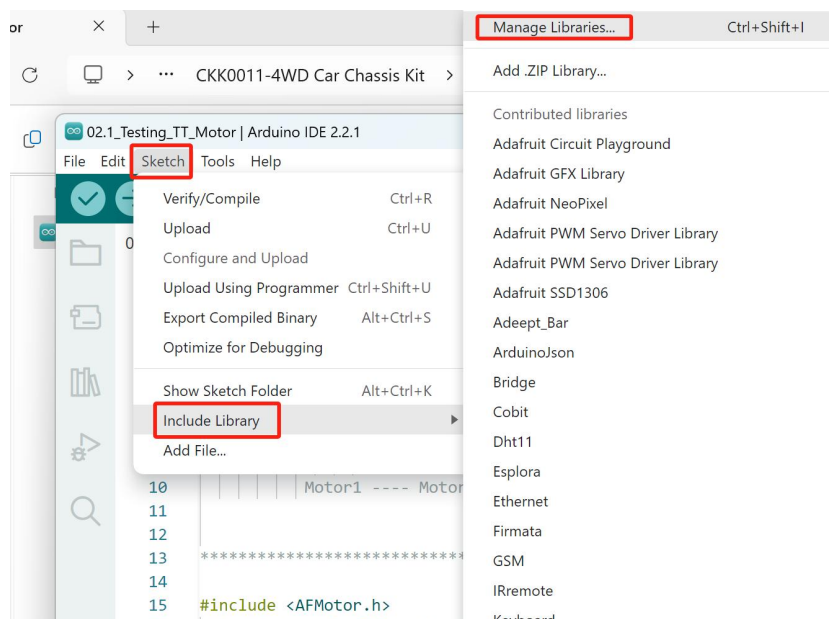 or
CKK0011-4WD Car Chassis Kit
02.1_Testing_TT_Motor | Arduino IDE 2.2.1
File Edit Sketch Tools Help
Verify/Compile Ctrl+R
Upload Ctrl+U
Configure and Upload
Upload Using Programmer Ctrl+Shift+U
Export Compiled Binary Alt+Ctrl+S
Optimize for Debugging
Show Sketch Folder Alt+Ctrl+K
Include Library
Add File...
0
10 Motor1 ---- Motor
11
12
13 ****************************
14
15 #include <AFMotor.h>
Manage Libraries... Ctrl+Shift+I
Add .ZIP Library...
Contributed libraries
Adafruit Circuit Playground
Adafruit GFX Library
Adafruit NeoPixel
Adafruit PWM Servo Driver Library
Adafruit PWM Servo Driver Library
Adafruit SSD1306
Adeept_Bar
ArduinoJson
Bridge
Cobit
Dht11
Esplora
Ethernet
Firmata
GSM
IRremote